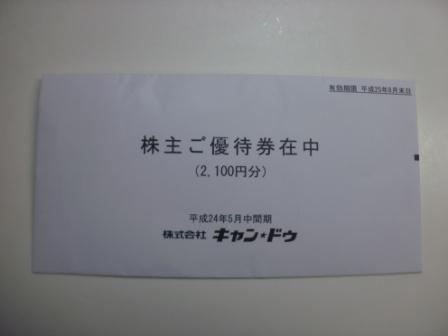 有効期限 平成25年8月末日
株主ご優待券在中
(2,100円分)
平成24年5月中間期
株式会社 キャン★ドゥ